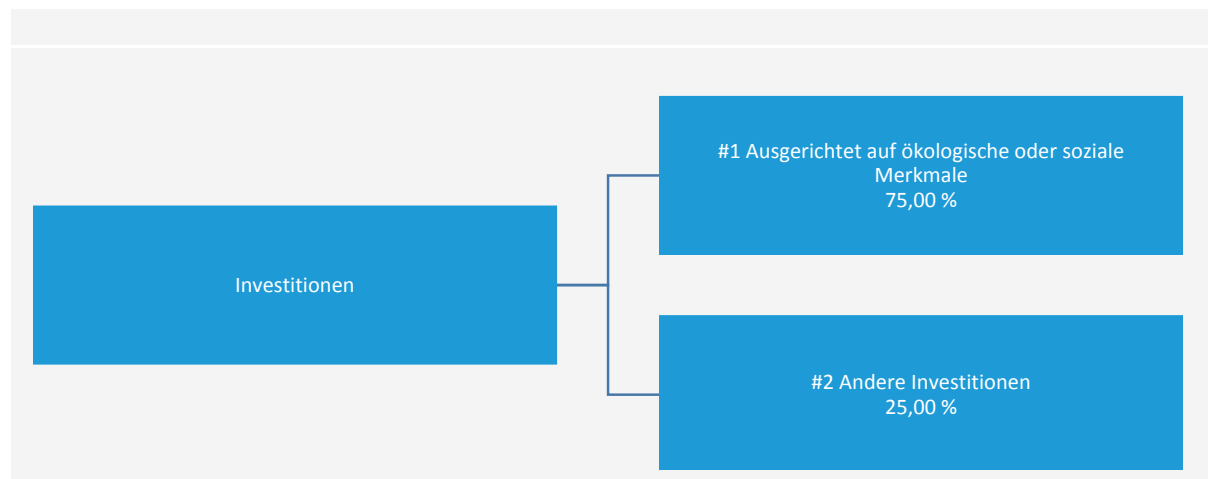 #1 Ausgerichtet auf ökologische oder soziale
Merkmale
75,00 %
Investitionen
#2 Andere Investitionen
25,00 %